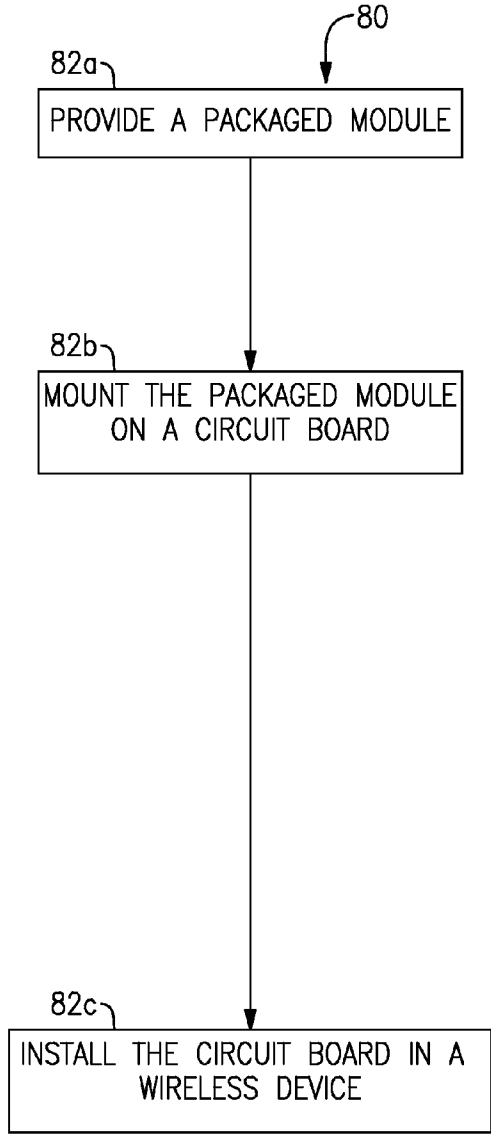 80
82a
PROVIDE A PACKAGED MODULE
82b
MOUNT THE PACKAGED MODULE
ON A CIRCUIT BOARD
82c
INSTALL THE CIRCUIT BOARD IN A
WIRELESS DEVICE